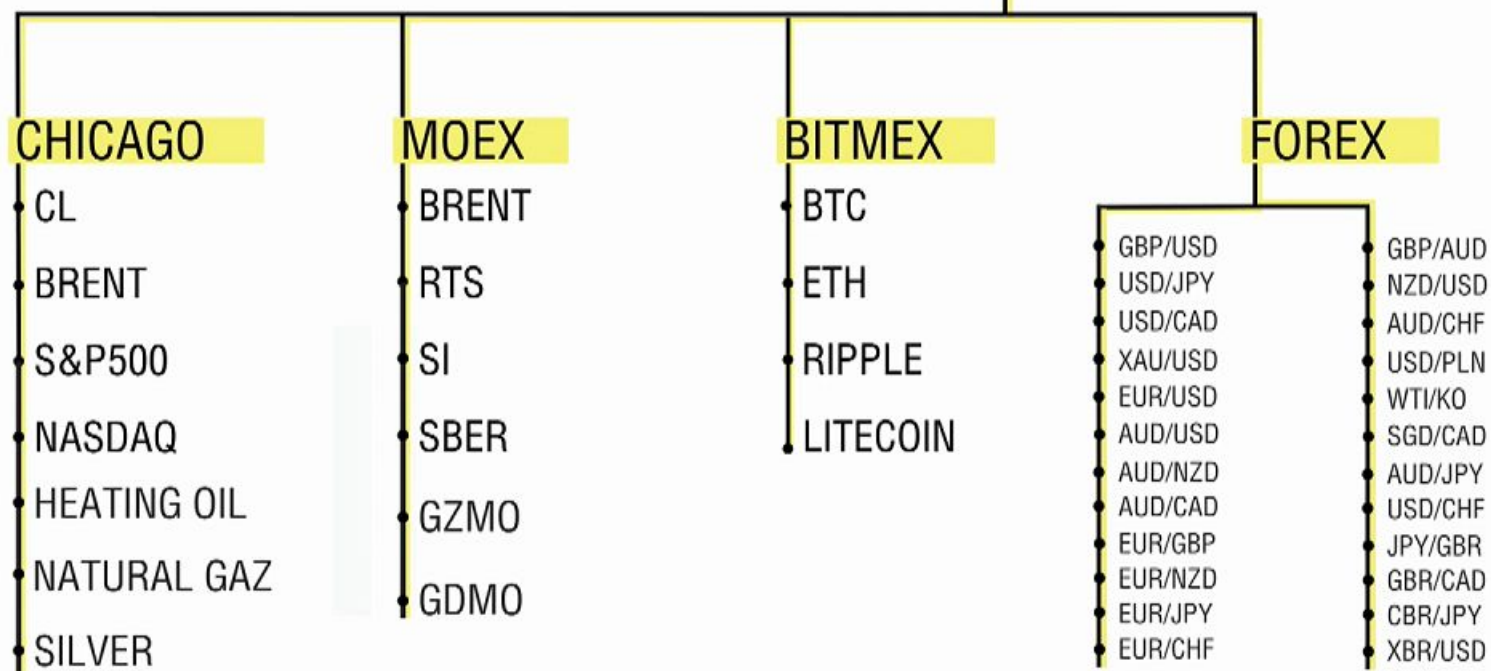 CHICAGO
CL
BRENT
S&P500
NASDAQ
HEATING OIL
NATURAL GAZ
SILVER
MOEX
BRENT
RTS
SI
SBER
GZMO
GDMO
BITMEX
BTC
ETH
RIPPLE
LITECOIN
FOREX
GBP/USD
USD/JPY
USD/CAD
XAU/USD
EUR/USD
AUD/USD
AUD/NZD
AUD/CAD
EUR/GBP
EUR/NZD
EUR/JPY
EUR/CHF
GBP/AUD
NZD/USD
AUD/CHF
USD/PLN
WTI/KO
SGD/CAD
AUD/JPY
USD/CHF
JPY/GBR
GBR/CAD
CBR/JPY
XBR/USD